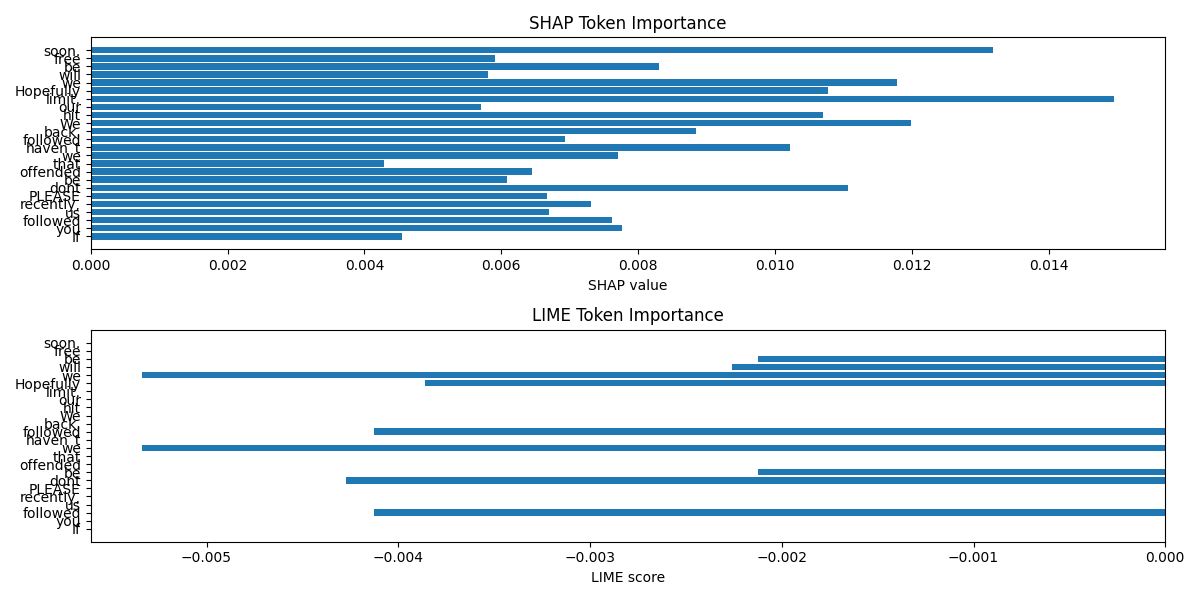 SHAP Token Importance
soon.
free
be
will
we
Hopefully
limit.
our
hit
We
back.
followed
haven't
we
that
offended
be
dont
PLEASE
recently,
us
followed
you
If
0.000 0.002 0.004 0.006 0.008 0.010 0.012 0.014
SHAP value
LIME Token Importance
soon.
free
be
will
we
Hopefully
limit.
our
hit
We
back.
followed
haven't
we
that
offended
be
dont
PLEASE
recently,
us
followed
you
If
−0.005 −0.004 −0.003 −0.002 −0.001 0.000
LIME score